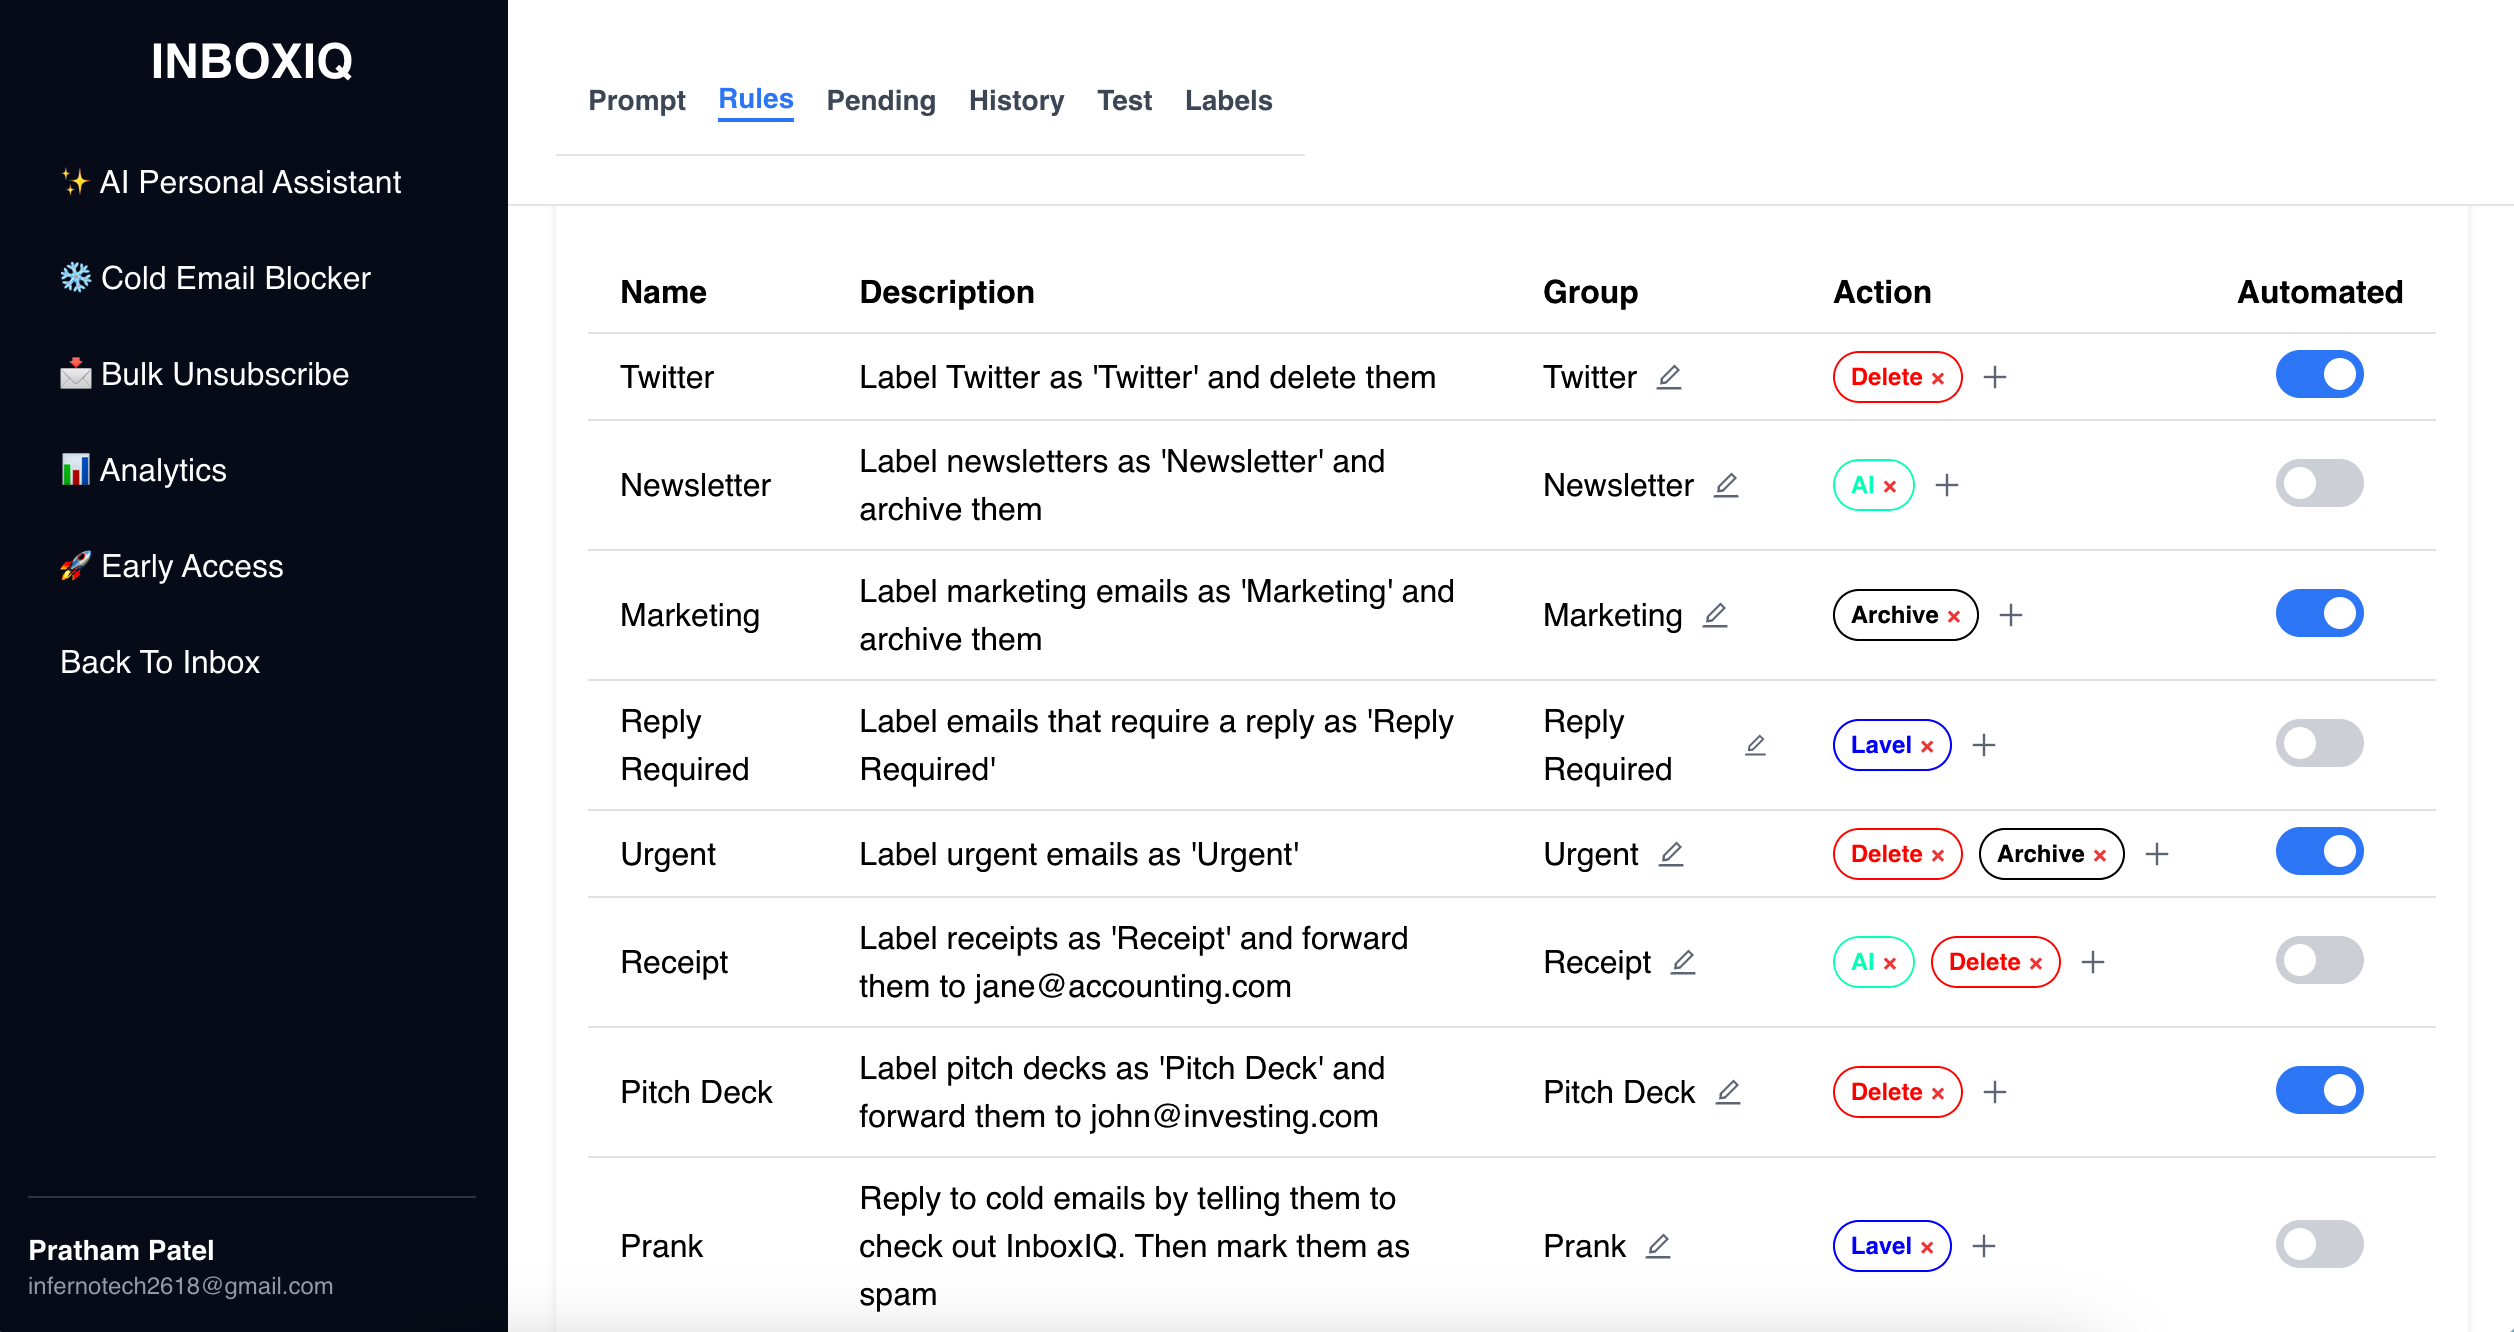 INBOXIQ
✨ AI Personal Assistant
❄️ Cold Email Blocker
📩 Bulk Unsubscribe
📊 Analytics
🚀 Early Access
Back To Inbox
Pratham Patel
infernotech2618@gmail.com
Prompt Rules Pending History Test Labels
Name Description Group Action Automated
Twitter Label Twitter as 'Twitter' and delete them Twitter Delete × +
Newsletter Label newsletters as 'Newsletter' and
archive them Newsletter AI × +
Marketing Label marketing emails as 'Marketing' and
archive them Marketing Archive × +
Reply
Required Label emails that require a reply as 'Reply
Required' Reply
Required Lavel × +
Urgent Label urgent emails as 'Urgent' Urgent Delete × Archive × +
Receipt Label receipts as 'Receipt' and forward
them to jane@accounting.com Receipt AI × Delete × +
Pitch Deck Label pitch decks as 'Pitch Deck' and
forward them to john@investing.com Pitch Deck Delete × +
Prank Reply to cold emails by telling them to
check out InboxIQ. Then mark them as
spam Prank Lavel × +